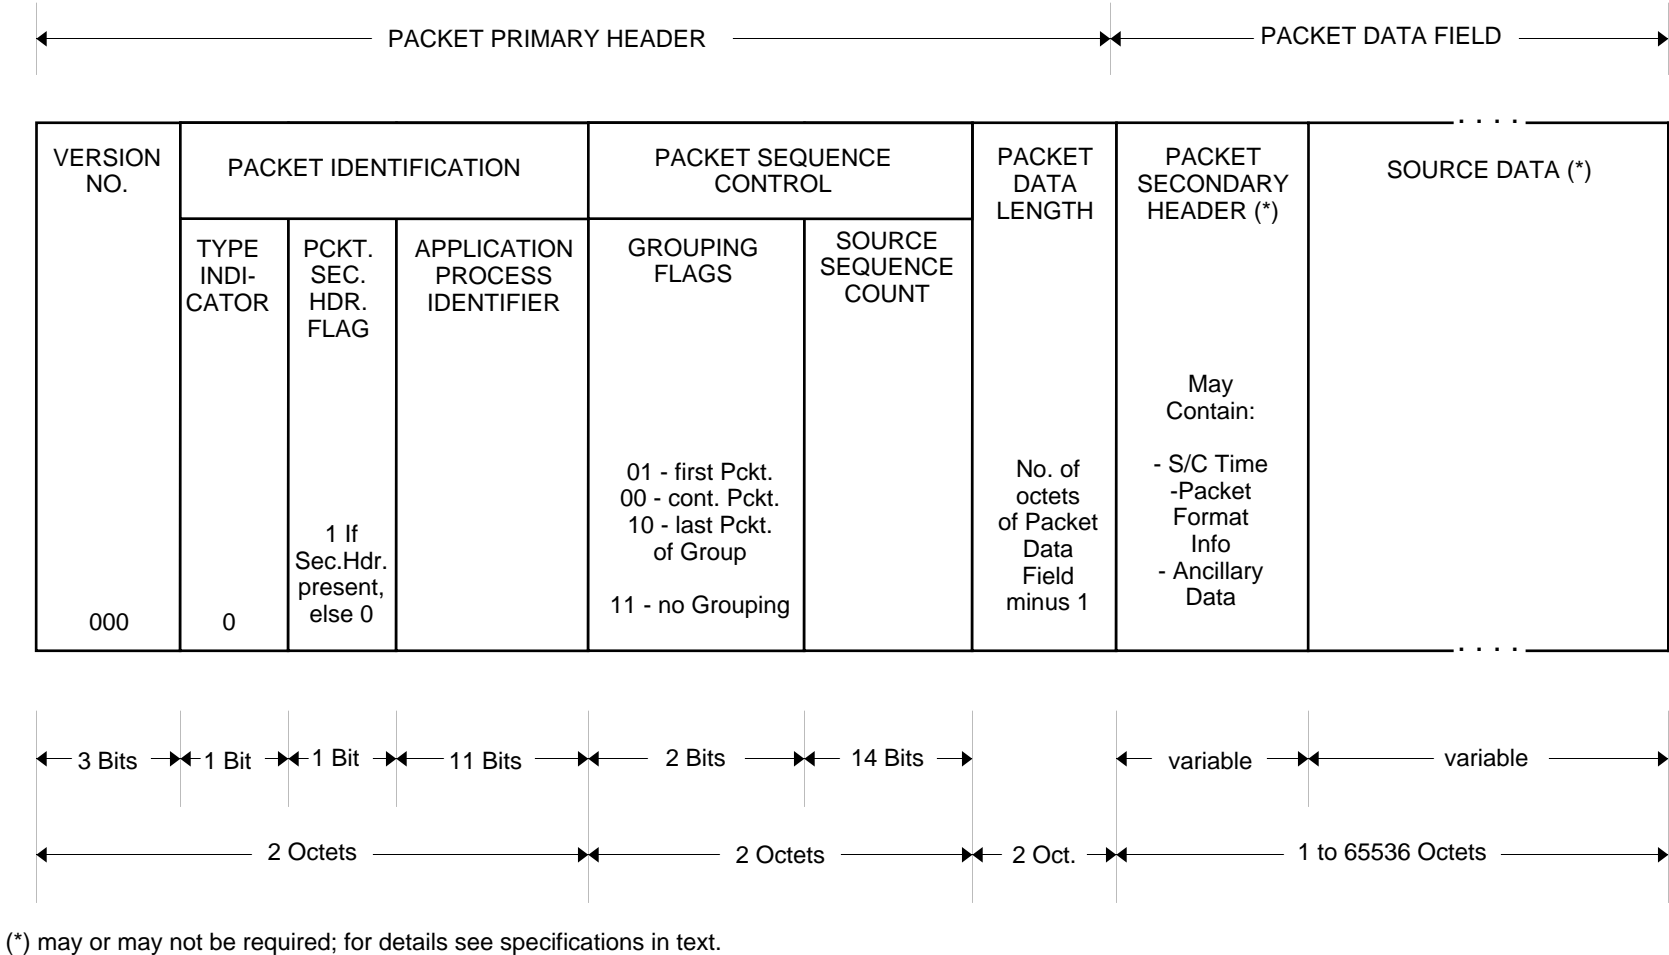 PACKET PRIMARY HEADER
PACKET DATA FIELD
VERSION
NO.
PACKET IDENTIFICATION
PACKET SEQUENCE
CONTROL
PACKET
DATA
LENGTH
PACKET
SECONDARY
HEADER (*)
SOURCE DATA (*)
. . . .
TYPE
INDI-
CATOR
PCKT.
SEC.
HDR.
FLAG
APPLICATION
PROCESS
IDENTIFIER
GROUPING
FLAGS
SOURCE
SEQUENCE
COUNT
000
0
1 If
Sec.Hdr.
present,
else 0
01 - first Pckt.
00 - cont. Pckt.
10 - last Pckt.
of Group
11 - no Grouping
No. of
octets
of Packet
Data
Field
minus 1
May
Contain:
- S/C Time
-Packet
Format
Info
- Ancillary
Data
. . . .
3 Bits
1 Bit
1 Bit
11 Bits
2 Bits
14 Bits
variable
variable
2 Octets
2 Octets
2 Oct.
1 to 65536 Octets
(*) may or may not be required; for details see specifications in text.